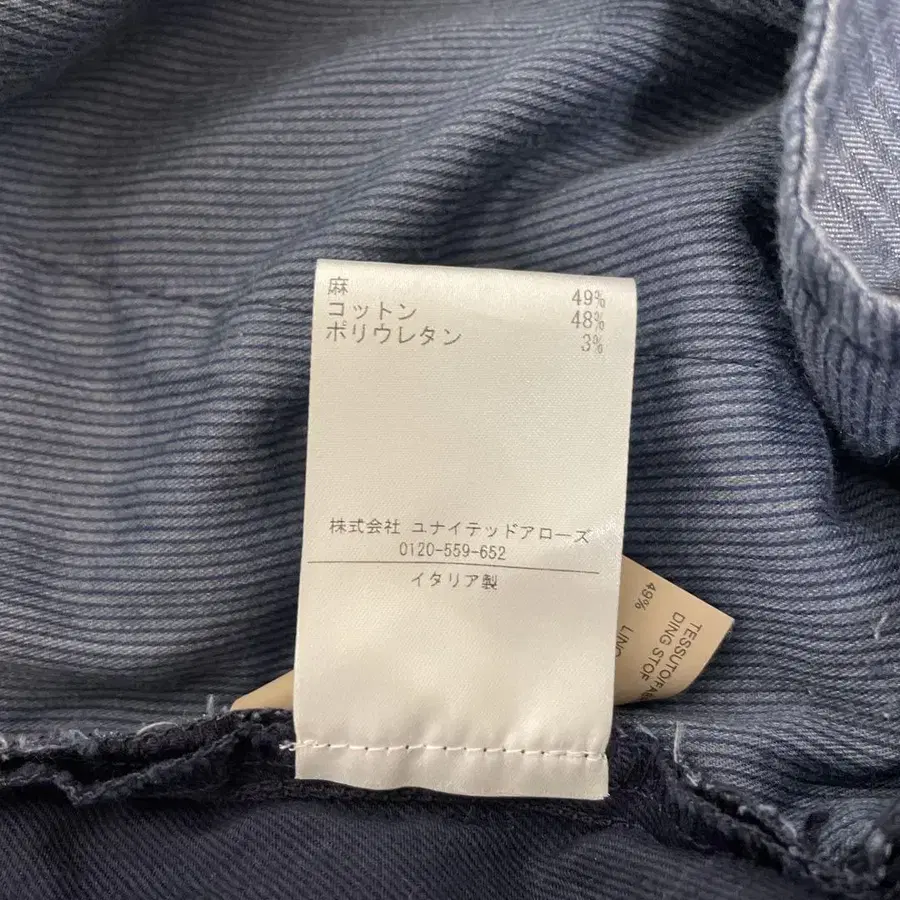 麻 49%
コットン 48%
ポリウレタン 3%
株式会社 ユナイテッドアローズ
0120-559-652
イタリア製
TESSUTO/FAB
DING STOF
49%